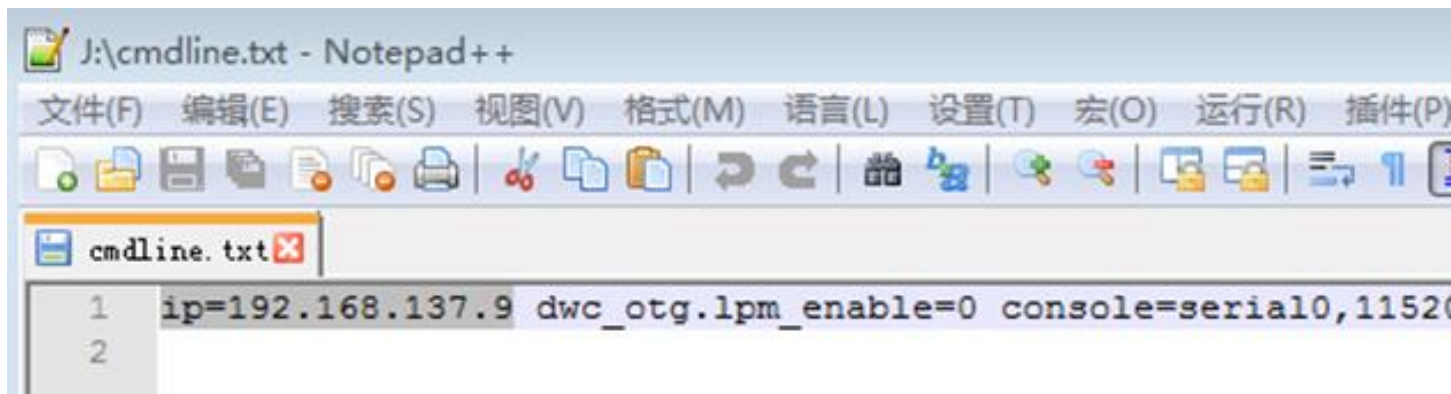 J:\cmdline.txt - Notepad++
文件(F) 编辑(E) 搜索(S) 视图(V) 格式(M) 语言(L) 设置(T) 宏(O) 运行(R) 插件(P)
cmdline.txt
1 ip=192.168.137.9 dwc_otg.lpm_enable=0 console=serial0,11520
2